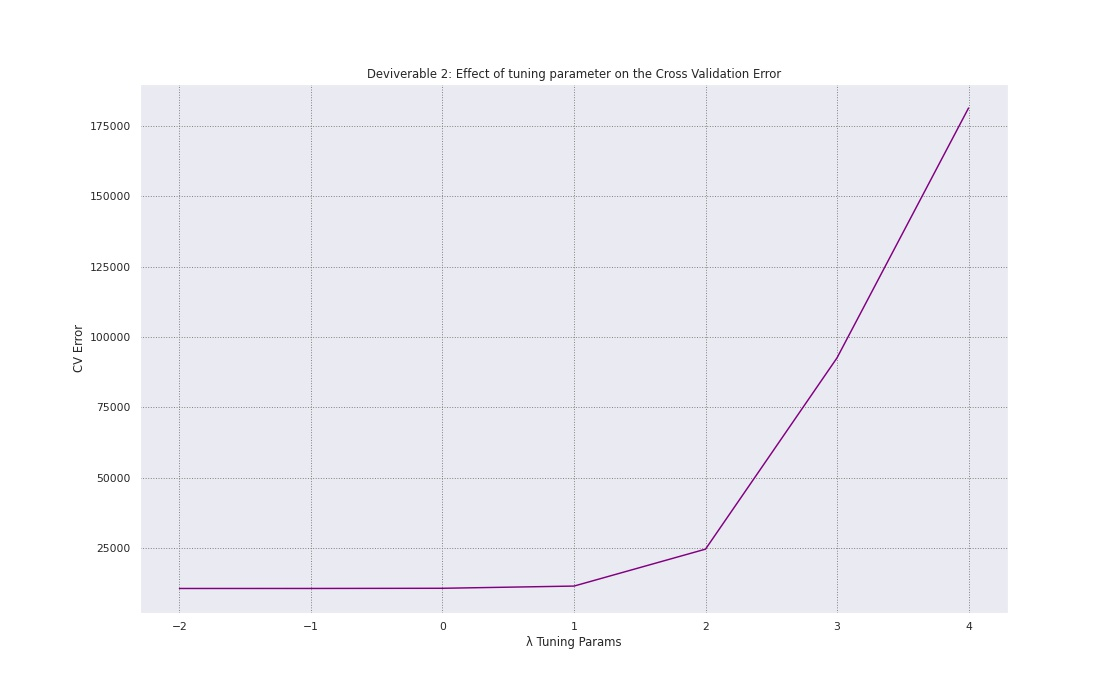 Deviverable 2: Effect of tuning parameter on the Cross Validation Error
175000
150000
125000
100000
75000
50000
25000
CV Error
−2 −1 0 1 2 3 4
λ Tuning Params